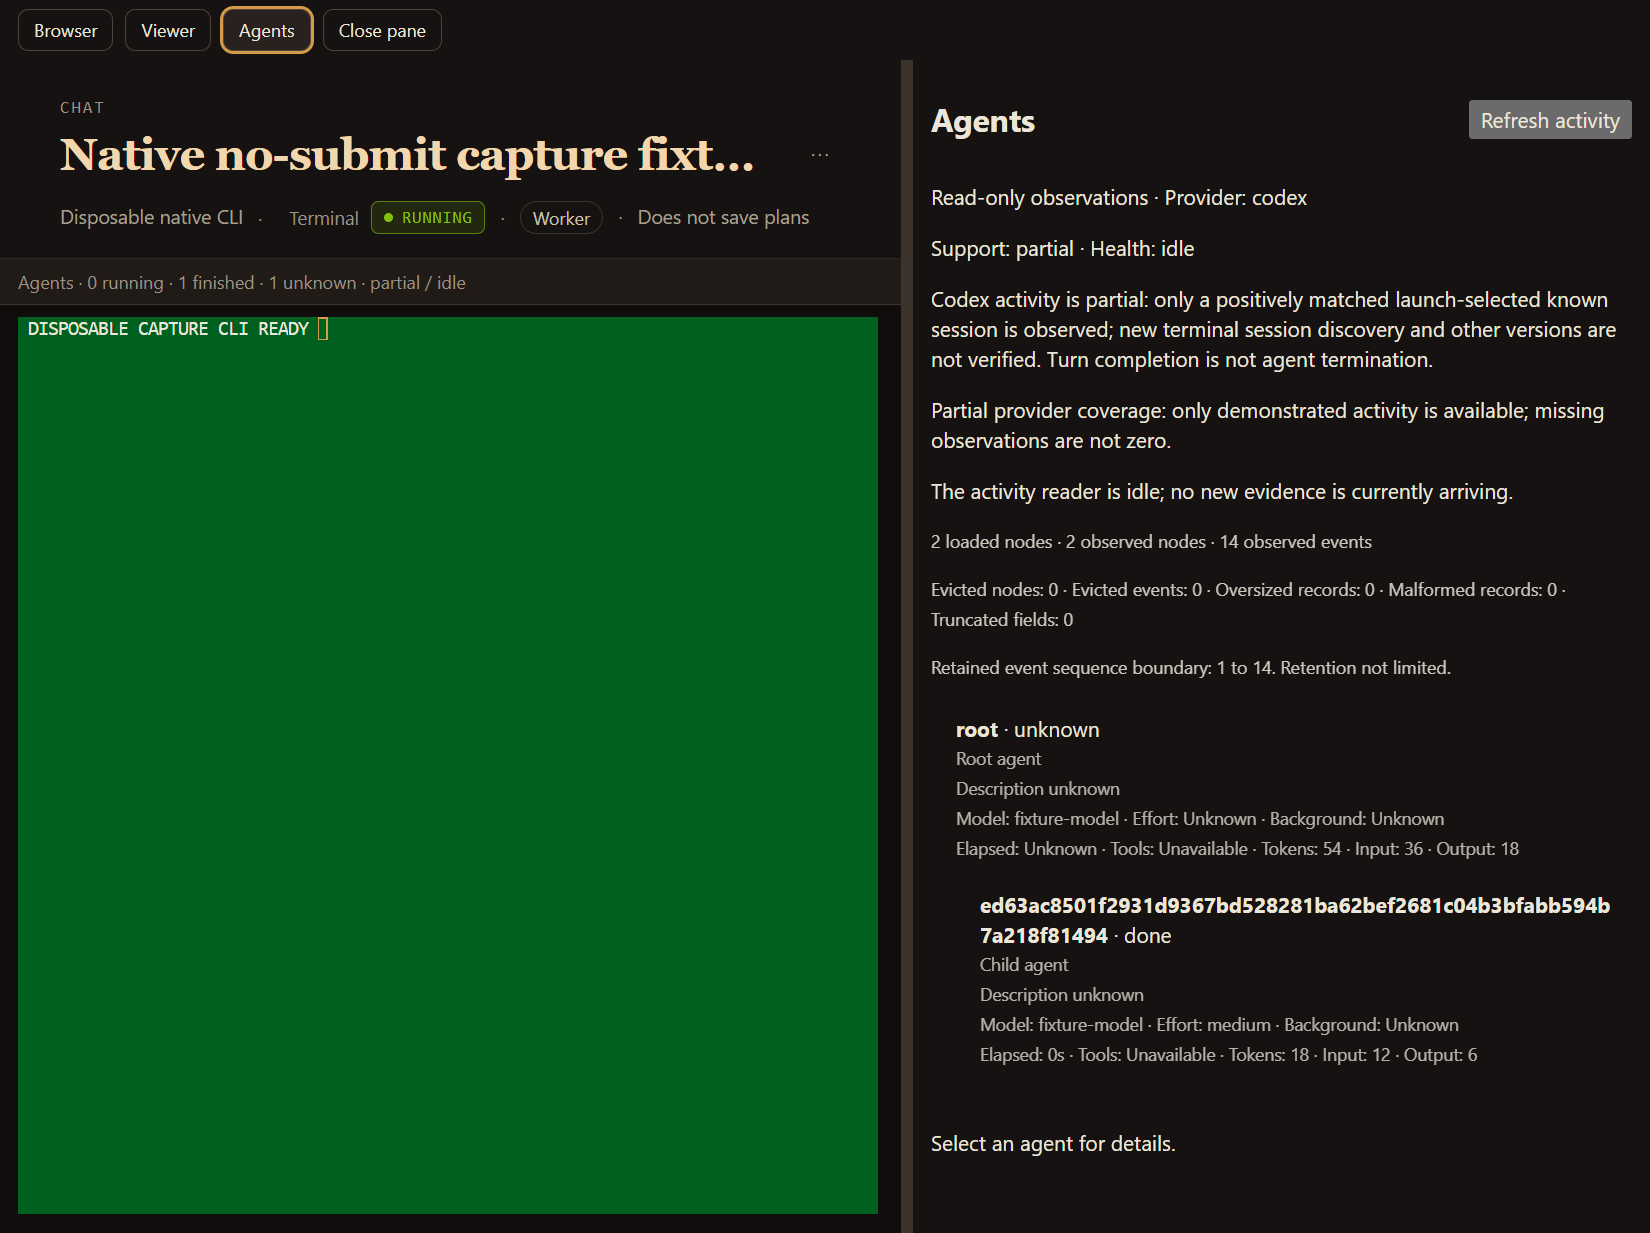 Browser
Viewer
Agents
Close pane
CHAT
Native no-submit capture fixt...
...
Disposable native CLI · Terminal ● RUNNING · Worker · Does not save plans
Agents · 0 running · 1 finished · 1 unknown · partial / idle
DISPOSABLE CAPTURE CLI READY
Agents
Refresh activity
Read-only observations · Provider: codex
Support: partial · Health: idle
Codex activity is partial: only a positively matched launch-selected known
session is observed; new terminal session discovery and other versions are
not verified. Turn completion is not agent termination.
Partial provider coverage: only demonstrated activity is available; missing
observations are not zero.
The activity reader is idle; no new evidence is currently arriving.
2 loaded nodes · 2 observed nodes · 14 observed events
Evicted nodes: 0 · Evicted events: 0 · Oversized records: 0 · Malformed records: 0 ·
Truncated fields: 0
Retained event sequence boundary: 1 to 14. Retention not limited.
root · unknown
Root agent
Description unknown
Model: fixture-model · Effort: Unknown · Background: Unknown
Elapsed: Unknown · Tools: Unavailable · Tokens: 54 · Input: 36 · Output: 18
ed63ac8501f2931d9367bd528281ba62bef2681c04b3bfabb594b
7a218f81494 · done
Child agent
Description unknown
Model: fixture-model · Effort: medium · Background: Unknown
Elapsed: 0s · Tools: Unavailable · Tokens: 18 · Input: 12 · Output: 6
Select an agent for details.